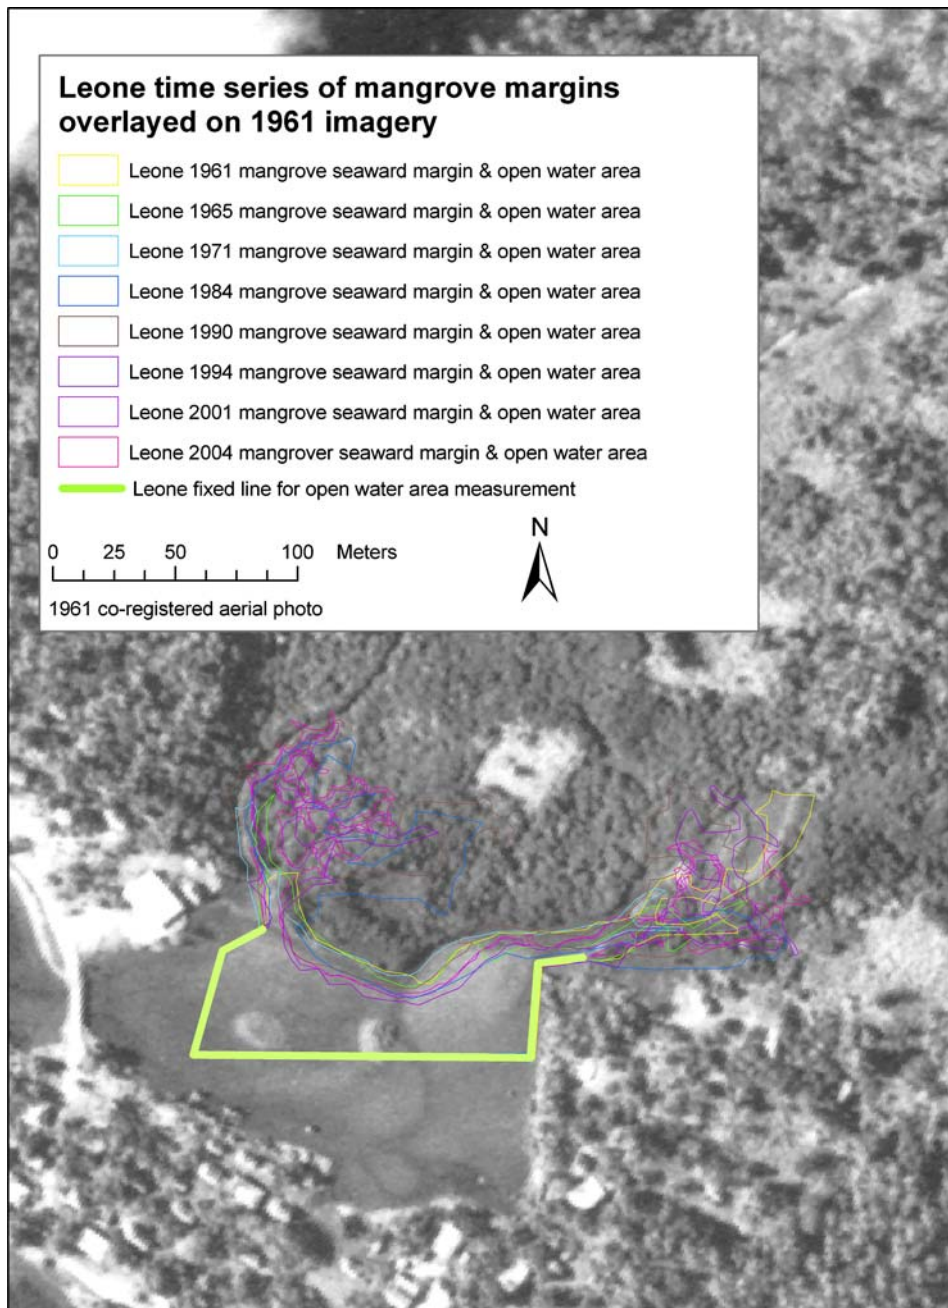 Leone time series of mangrove margins
overlayed on 1961 imagery
Leone 1961 mangrove seaward margin & open water area
Leone 1965 mangrove seaward margin & open water area
Leone 1971 mangrove seaward margin & open water area
Leone 1984 mangrove seaward margin & open water area
Leone 1990 mangrove seaward margin & open water area
Leone 1994 mangrove seaward margin & open water area
Leone 2001 mangrove seaward margin & open water area
Leone 2004 mangrover seaward margin & open water area
Leone fixed line for open water area measurement
N
0 25 50 100 Meters
1961 co-registered aerial photo